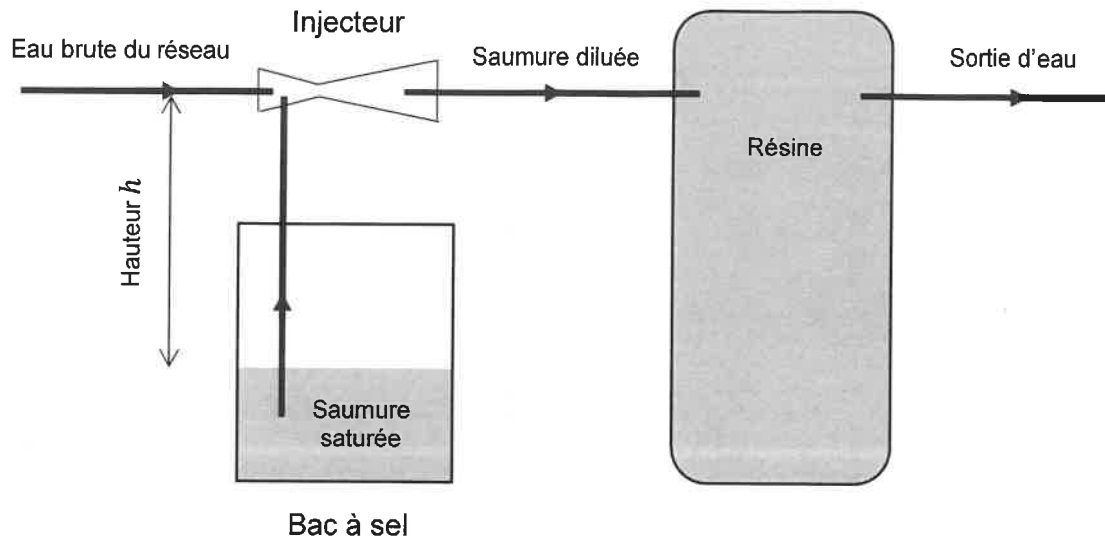 Injecteur
Eau brute du réseau
Saumure diluée
Sortie d'eau
Résine
Hauteur h
Saumure
saturée
Bac à sel